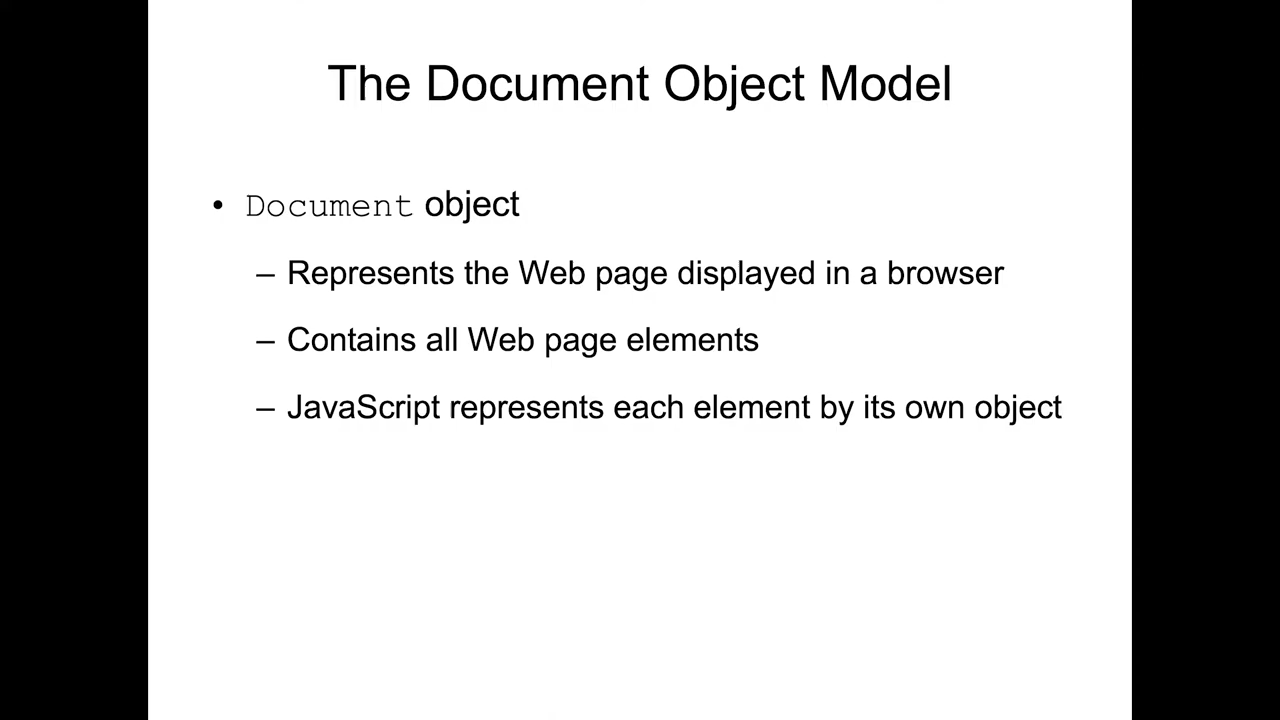 The Document Object Model
• Document object
– Represents the Web page displayed in a browser
– Contains all Web page elements
– JavaScript represents each element by its own object